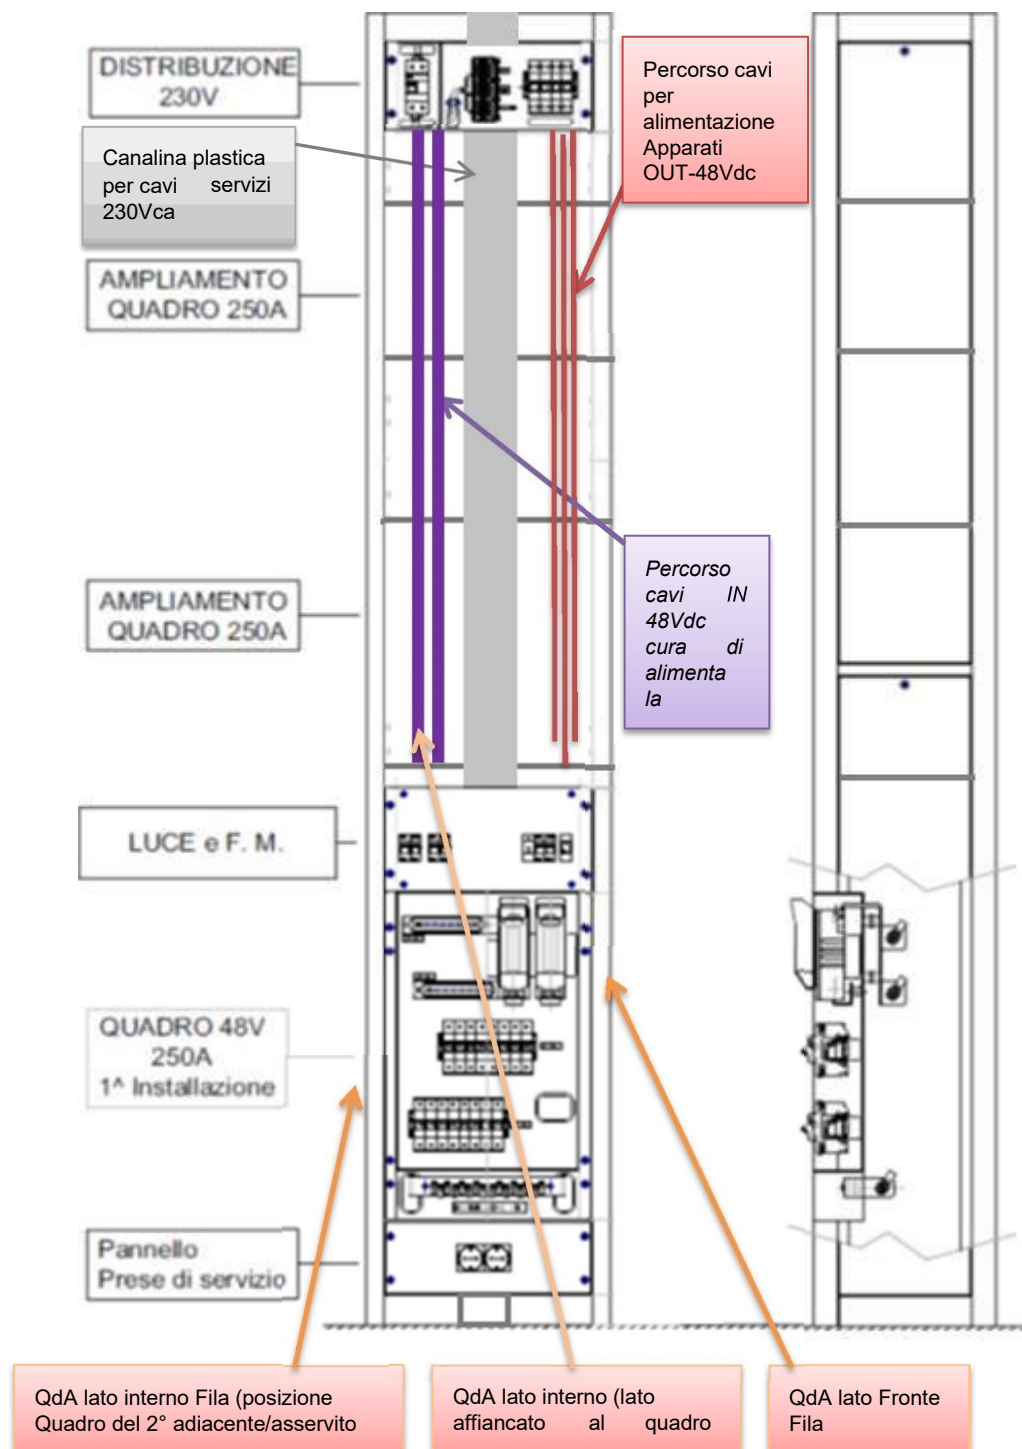 DISTRIBUZIONE
230V
Percorso cavi
per
alimentazione
Apparati
OUT-48Vdc
Canalina plastica
per cavi servizi
230Vca
AMPLIAMENTO
QUADRO 250A
Percorso
cavi IN
48Vdc
cura di
alimenta
la
AMPLIAMENTO
QUADRO 250A
LUCE e F. M.
QUADRO 48V
250A
1^ Installazione
Pannello
Prese di servizio
QdA lato interno Fila (posizione
Quadro del 2° adiacente/asservito
QdA lato interno (lato
affiancato al quadro
QdA lato Fronte
Fila